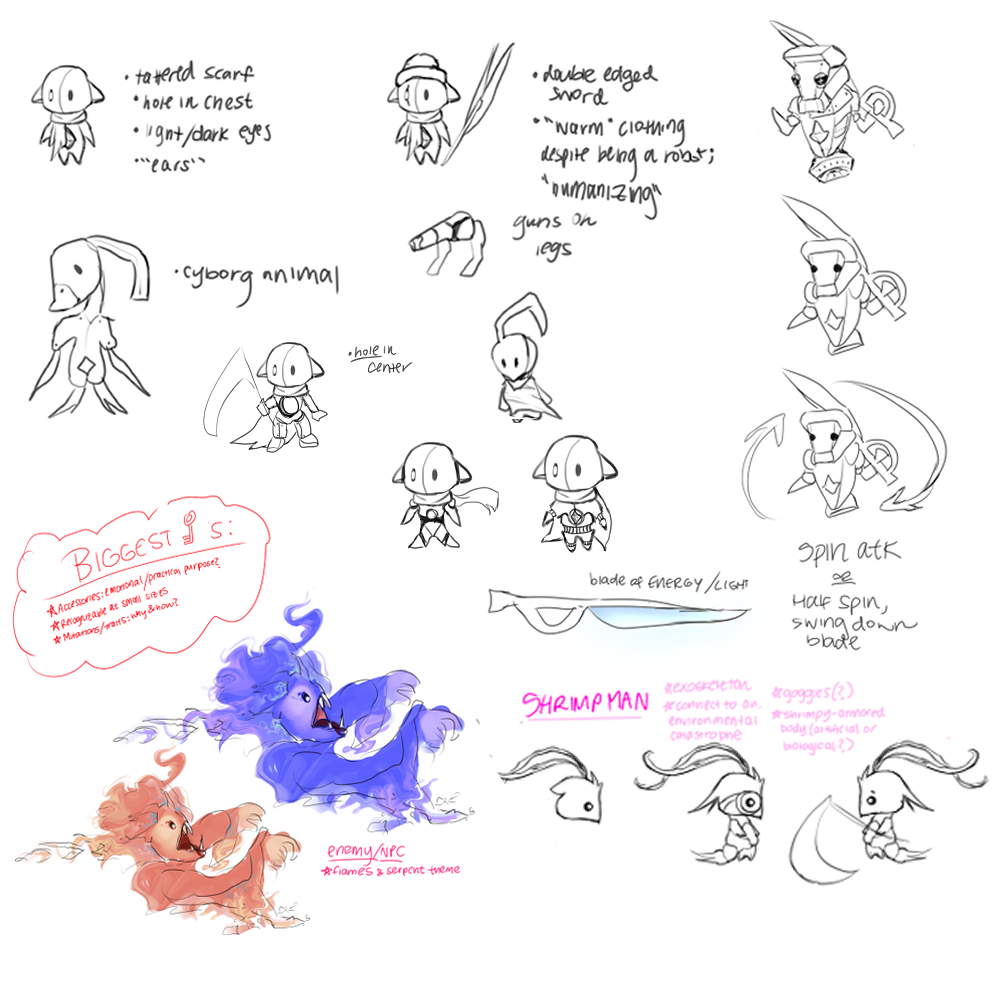 • tattered scarf
• hole in chest
• light/dark eyes
• "ears"
• double edged
sword
• "warm" clothing
despite being a robot;
"humanizing"
guns on
legs
• cyborg animal
• hole in
center
BIGGEST 's:
Accessories: emotional/practical purpose?
Recognizable at small sizes
Mutations/traits: why & how?
blade of ENERGY/LIGHT
spin atk
or
Half spin,
swing down
blade
SHRIMP MAN
exoskeleton
connect to an
environmental
catastrophe
goggles(?)
shrimpy-armored
body (artificial or
biological?)
enemy/NPC
flames & serpent theme